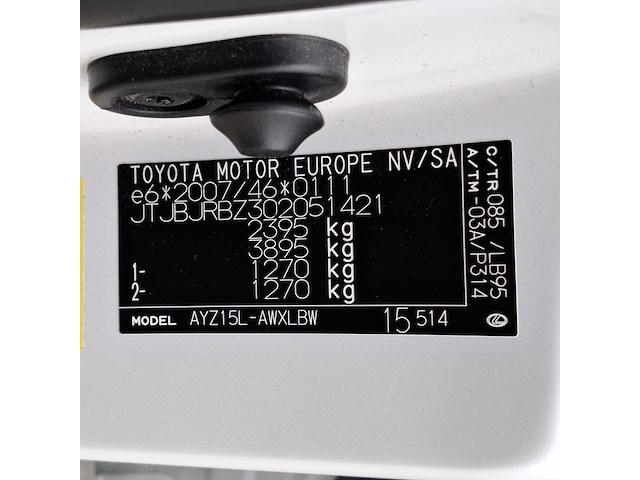 TOYOTA MOTOR EUROPE NV/SA
e6*2007/46*0111
JTJBJRBZ302051421
2395 kg
3895 kg
1- 1270 kg
2- 1270 kg
MODEL AYZ15L-AWXLBW 15 514
C/TR 085 /LB95
A/TM -03A/P314